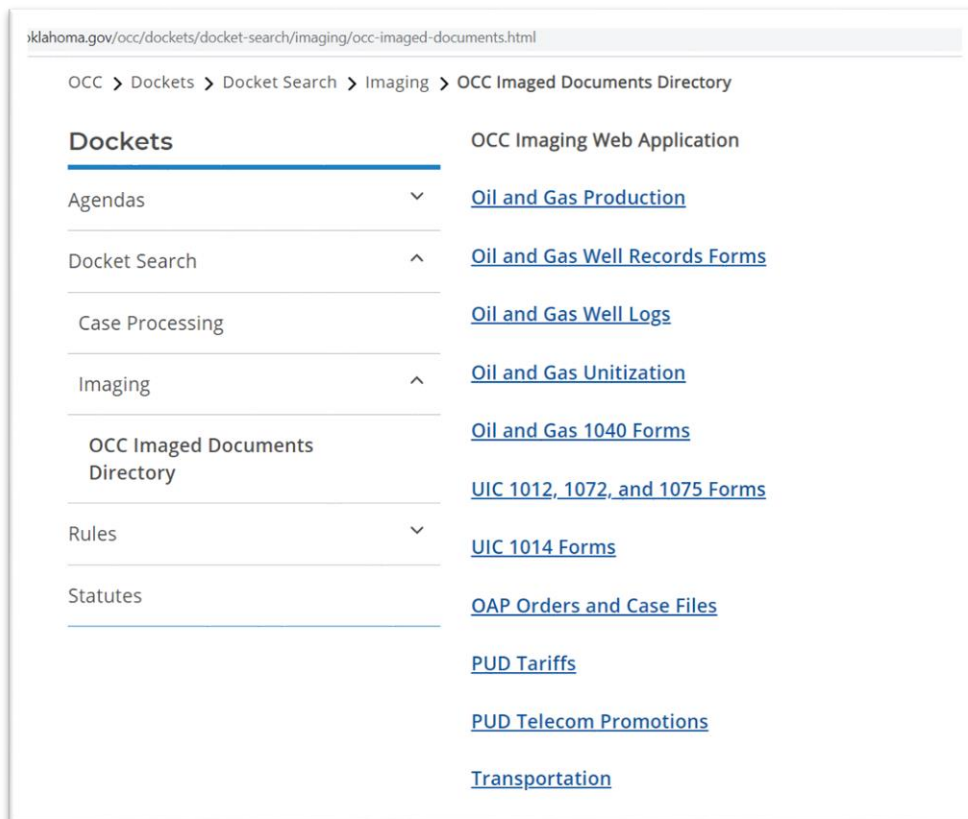 oklahoma.gov/occ/dockets/docket-search/imaging/occ-imaged-documents.html
OCC > Dockets > Docket Search > Imaging > OCC Imaged Documents Directory
Dockets
Agendas
Docket Search
Case Processing
Imaging
OCC Imaged Documents
Directory
Rules
Statutes
OCC Imaging Web Application
Oil and Gas Production
Oil and Gas Well Records Forms
Oil and Gas Well Logs
Oil and Gas Unitization
Oil and Gas 1040 Forms
UIC 1012, 1072, and 1075 Forms
UIC 1014 Forms
OAP Orders and Case Files
PUD Tariffs
PUD Telecom Promotions
Transportation